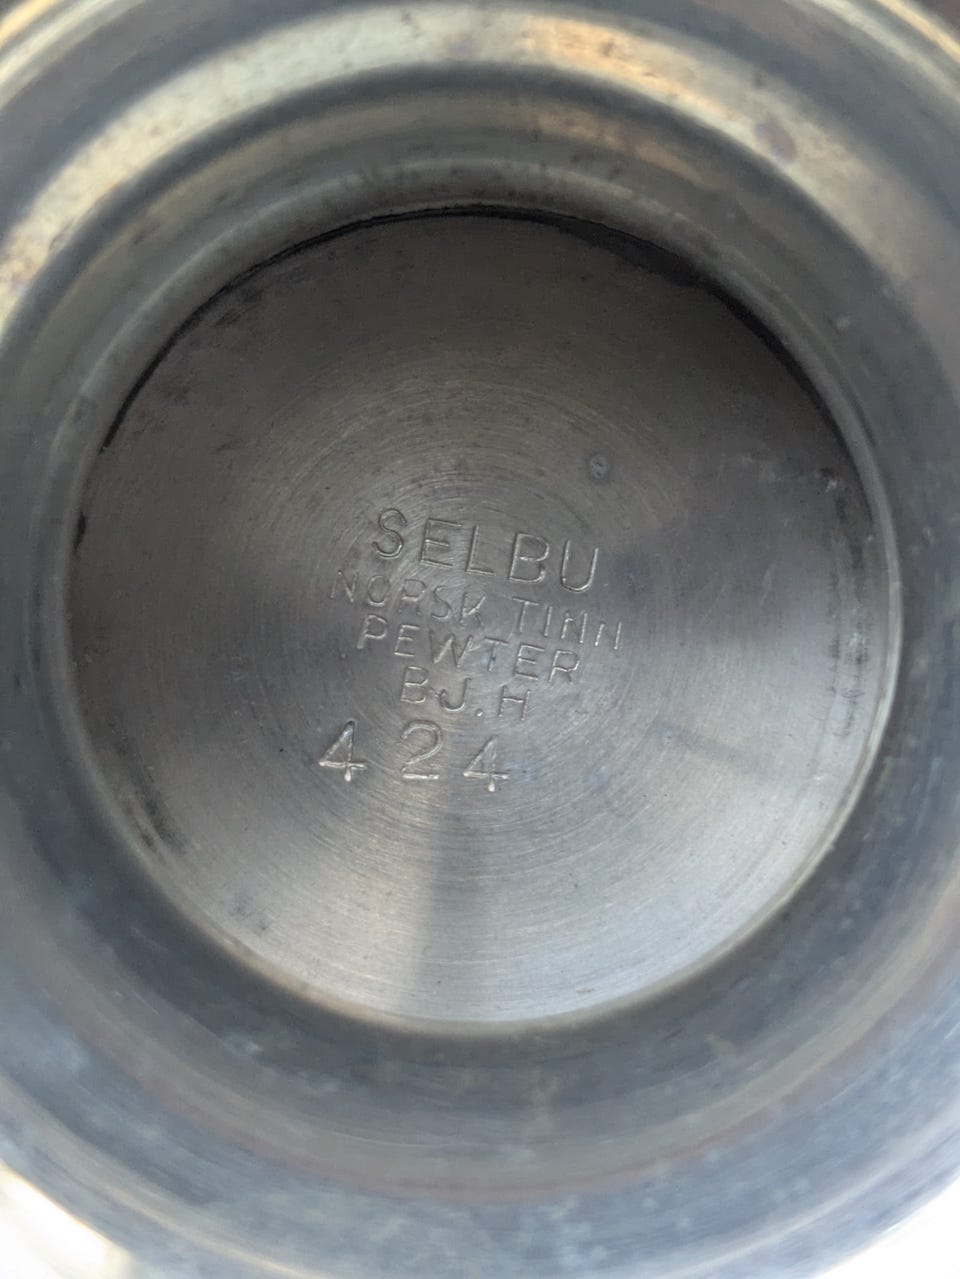 SELBU
NORSK TINN
PEWTER
BJ.H
424